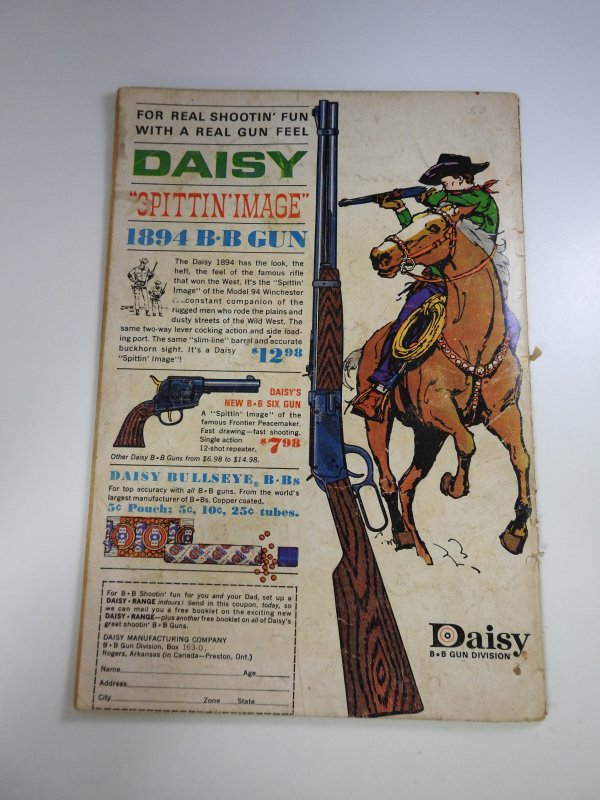 50
FOR REAL SHOOTIN' FUN
WITH A REAL GUN FEEL
DAISY
"SPITTIN' IMAGE"
1894 B•B GUN
The Daisy 1894 has the look, the
heft, the feel of the famous rifle
that won the West. It's the "Spittin'
Image" of the Model 94 Winchester
...constant companion of the
rugged men who rode the plains and
dusty streets of the Wild West. The
same two-way lever cocking action and side load-
ing port. The same "slim-line" barrel and accurate
buckhorn sight. It's a Daisy
"Spittin' Image"!
$12.98
DAISY'S
NEW B•B SIX GUN
A "Spittin' Image" of the
famous Frontier Peacemaker.
Fast drawing—fast shooting.
Single action
12-shot repeater.
$7.98
Other Daisy B•B Guns from $6.98 to $14.98.
DAISY BULLSEYE® B•Bs
For top accuracy with all B•B guns. From the world's
largest manufacturer of B•Bs. Copper coated.
5¢ Pouch: 5¢, 10¢, 25¢ tubes.
For B•B Shootin' fun for you and your Dad, set up a
DAISY•RANGE indoors! Send in this coupon, today, so
we can mail you a free booklet on the exciting new
DAISY•RANGE—plus another free booklet on all of Daisy's
great shootin' B•B Guns.
DAISY MANUFACTURING COMPANY
B•B Gun Division, Box 163-D,
Rogers, Arkansas (in Canada—Preston, Ont.)
Name Age
Address
City Zone State
Daisy
B•B GUN DIVISION